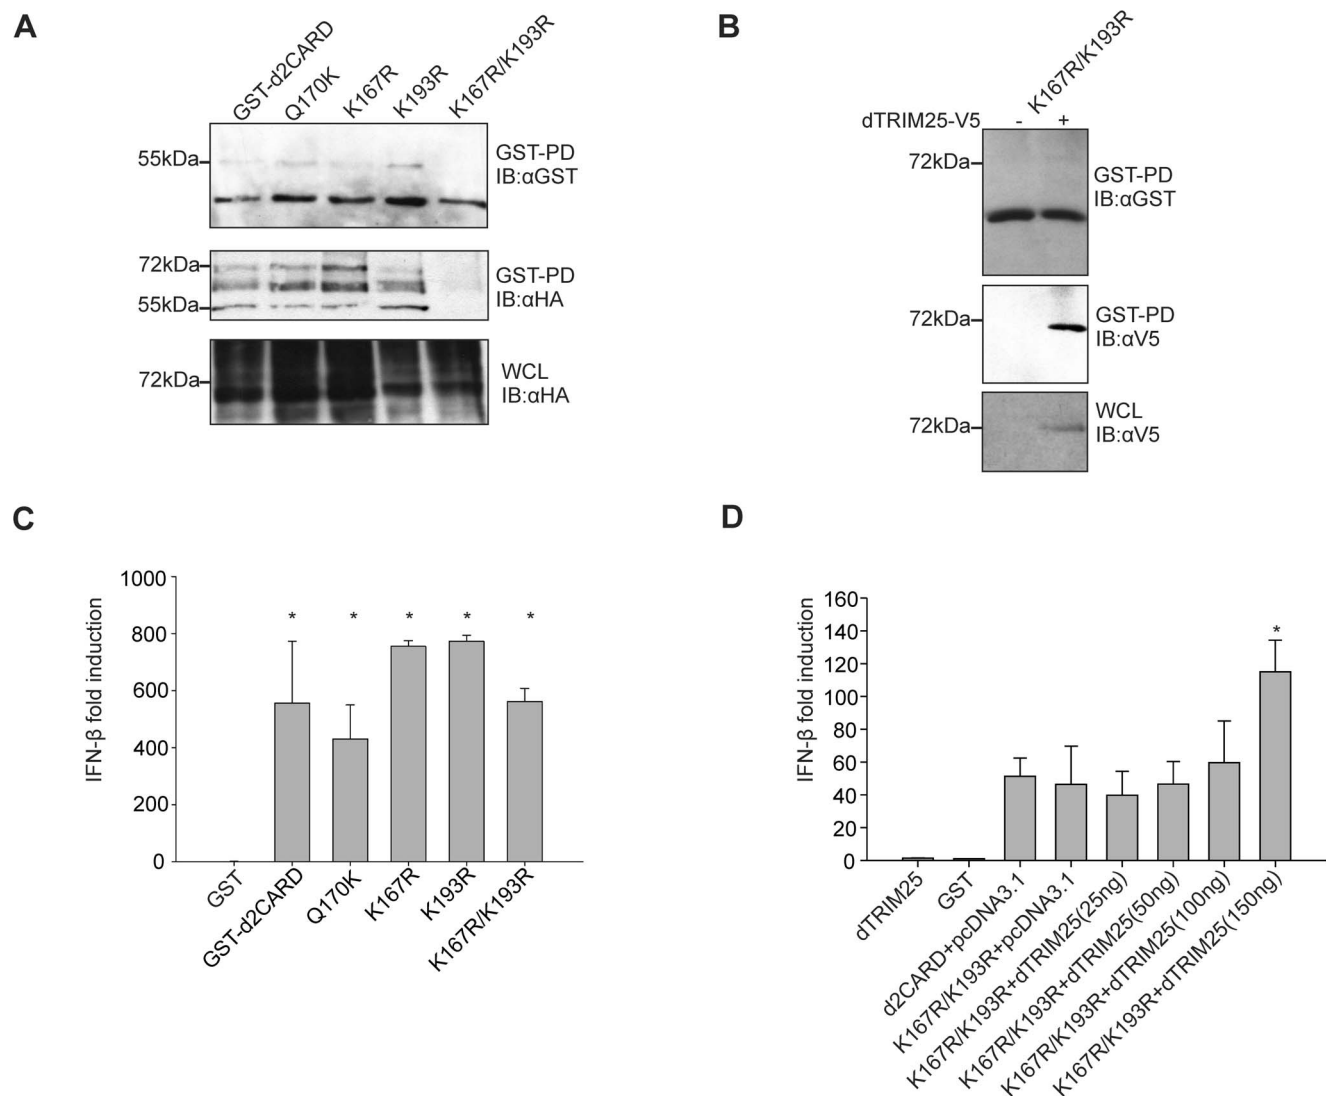 A
GST-d2CARD
Q170K
K167R
K193R
K167R/K193R
55kDa
GST-PD
IB:αGST
72kDa
55kDa
GST-PD
IB:αHA
72kDa
WCL
IB:αHA
B
K167R/K193R
dTRIM25-V5 - +
72kDa
GST-PD
IB:αGST
72kDa
GST-PD
IB:αV5
72kDa
WCL
IB:αV5
C
IFN-β fold induction
1000
800
600
400
200
0
* * * * *
GST
GST-d2CARD
Q170K
K167R
K193R
K167R/K193R
D
IFN-β fold induction
160
140
120
100
80
60
40
20
0
*
dTRIM25
GST
d2CARD+pcDNA3.1
K167R/K193R+pcDNA3.1
K167R/K193R+dTRIM25(25ng)
K167R/K193R+dTRIM25(50ng)
K167R/K193R+dTRIM25(100ng)
K167R/K193R+dTRIM25(150ng)